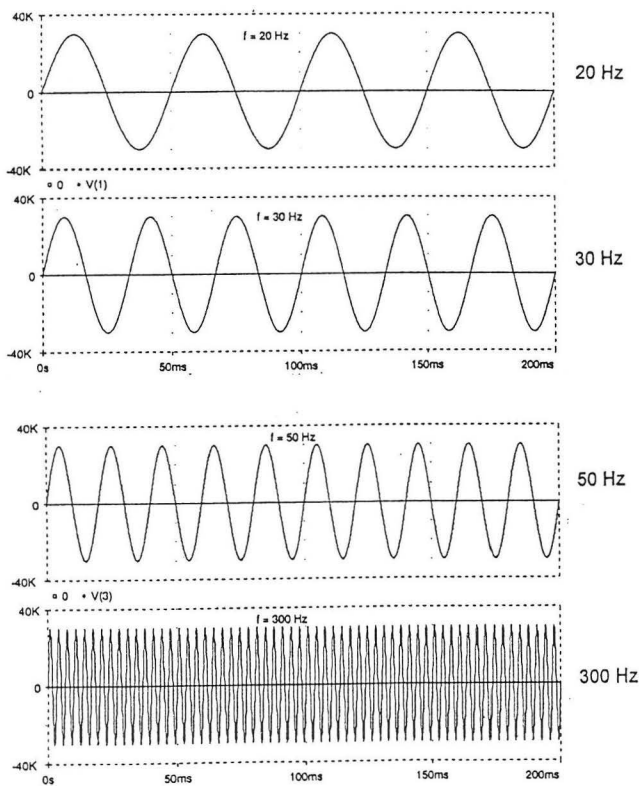 40K
f = 20 Hz
20 Hz
0
-40K
▫ 0 • V(1)
40K
f = 30 Hz
30 Hz
0
-40K
0s 50ms 100ms 150ms 200ms
40K
f = 50 Hz
50 Hz
0
-40K
▫ 0 • V(3)
40K
f = 300 Hz
300 Hz
0
-40K
0s 50ms 100ms 150ms 200ms